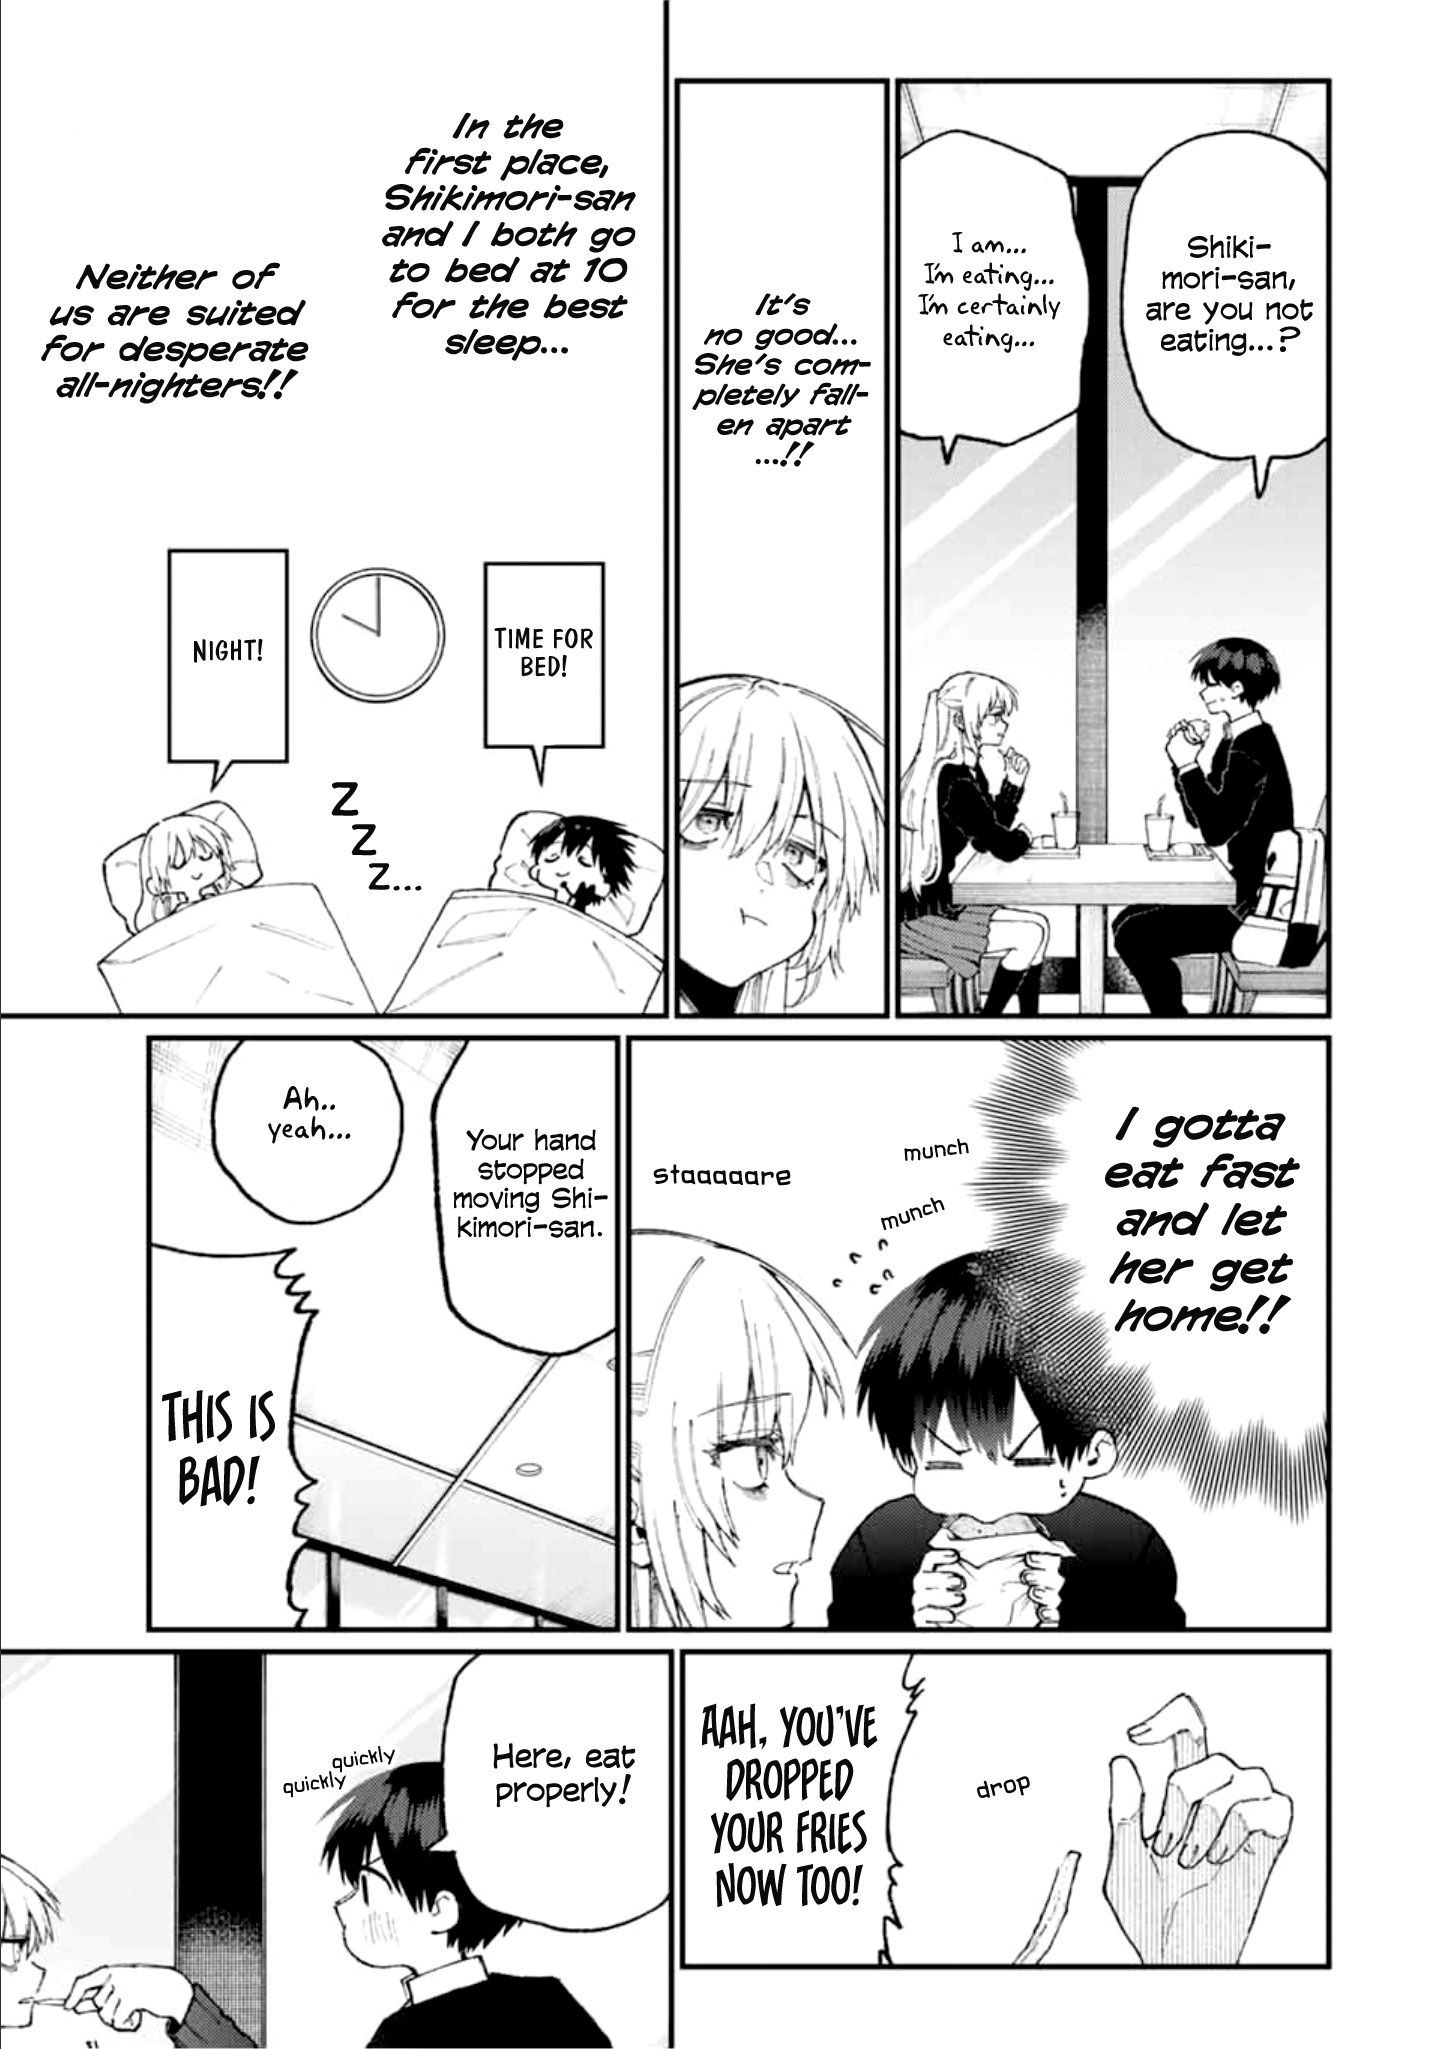 Shiki-
mori-san,
are you not
eating...?
I am...
I'm eating...
I'm certainly
eating...
It's
no good...
She's com-
pletely fall-
en apart
...!!
In the
first place,
Shikimori-san
and I both go
to bed at 10
for the best
sleep...
Neither of
us are suited
for desperate
all-nighters!!
TIME FOR
BED!
NIGHT!
Z
Z
Z...
I gotta
eat fast
and let
her get
home!!
munch
munch
staaaaare
Your hand
stopped
moving Shi-
kimori-san.
Ah..
yeah...
THIS IS
BAD!
drop
AAH, YOU'VE
DROPPED
YOUR FRIES
NOW TOO!
Here, eat
properly!
quickly
quickly